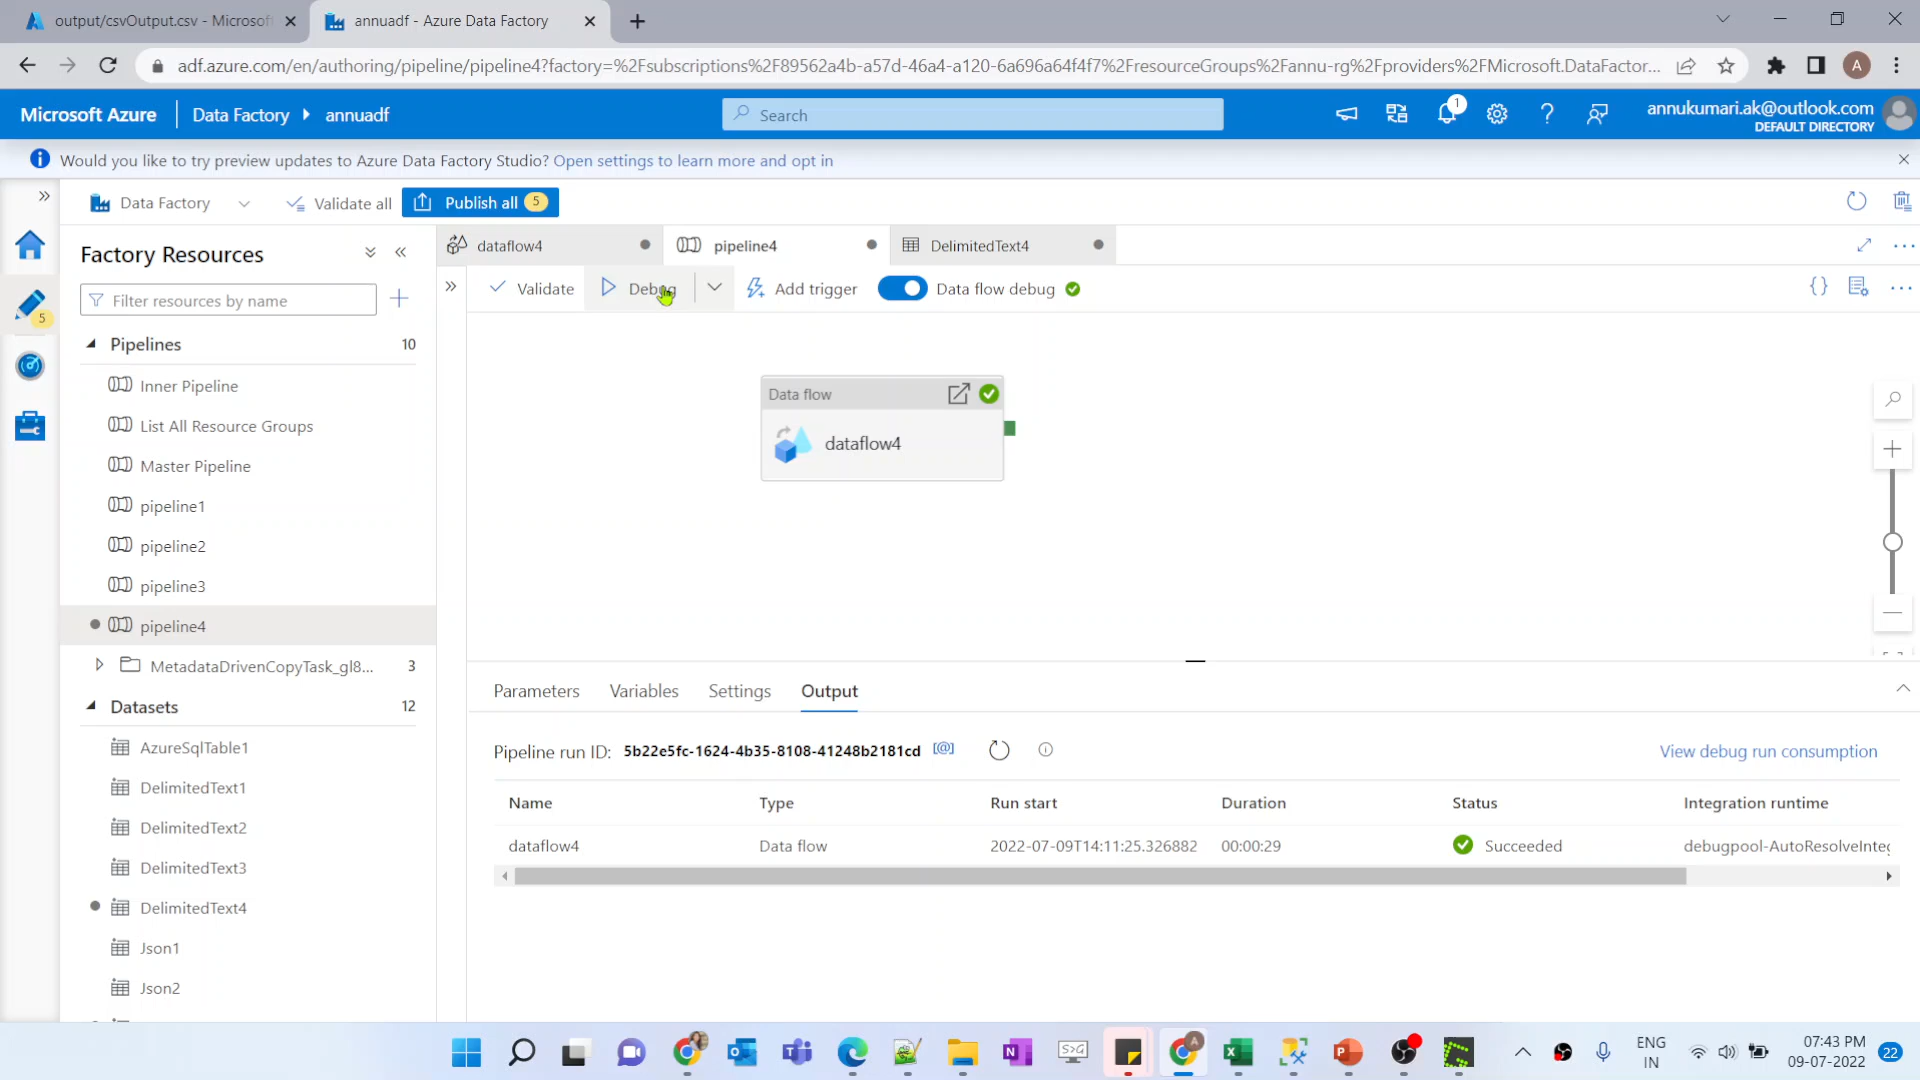 output/csvOutput.csv - Microsof
annuadf - Azure Data Factory
adf.azure.com/en/authoring/pipeline/pipeline4?factory=%2Fsubscriptions%2F89562a4b-a57d-46a4-a120-6a696a64f4f7%2FresourceGroups%2Fannu-rg%2Fproviders%2FMicrosoft.DataFactor...
A
Microsoft Azure
Data Factory
annuadf
Search
1
annukumari.ak@outlook.com
DEFAULT DIRECTORY
Would you like to try preview updates to Azure Data Factory Studio? Open settings to learn more and opt in
Data Factory
Validate all
Publish all 5
Factory Resources
dataflow4
pipeline4
DelimitedText4
Filter resources by name
Validate
Debug
Add trigger
Data flow debug
5
Pipelines 10
Inner Pipeline
List All Resource Groups
Master Pipeline
pipeline1
pipeline2
pipeline3
pipeline4
MetadataDrivenCopyTask_gl8... 3
Datasets 12
AzureSqlTable1
DelimitedText1
DelimitedText2
DelimitedText3
DelimitedText4
Json1
Json2
Data flow
dataflow4
Parameters
Variables
Settings
Output
Pipeline run ID: 5b22e5fc-1624-4b35-8108-41248b2181cd [@]
View debug run consumption
Name Type Run start Duration Status Integration runtime
dataflow4 Data flow 2022-07-09T14:11:25.326882 00:00:29 Succeeded debugpool-AutoResolveInteg
ENG
IN
07:43 PM
09-07-2022
22